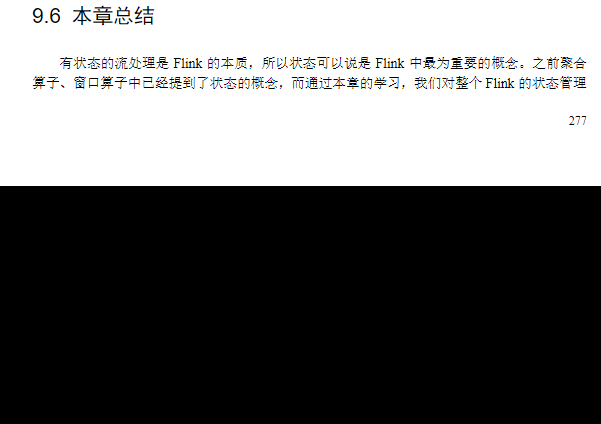 9.6 本章总结
有状态的流处理是 Flink 的本质，所以状态可以说是 Flink 中最为重要的概念。之前聚合
算子、窗口算子中已经提到了状态的概念，而通过本章的学习，我们对整个 Flink 的状态管理
277